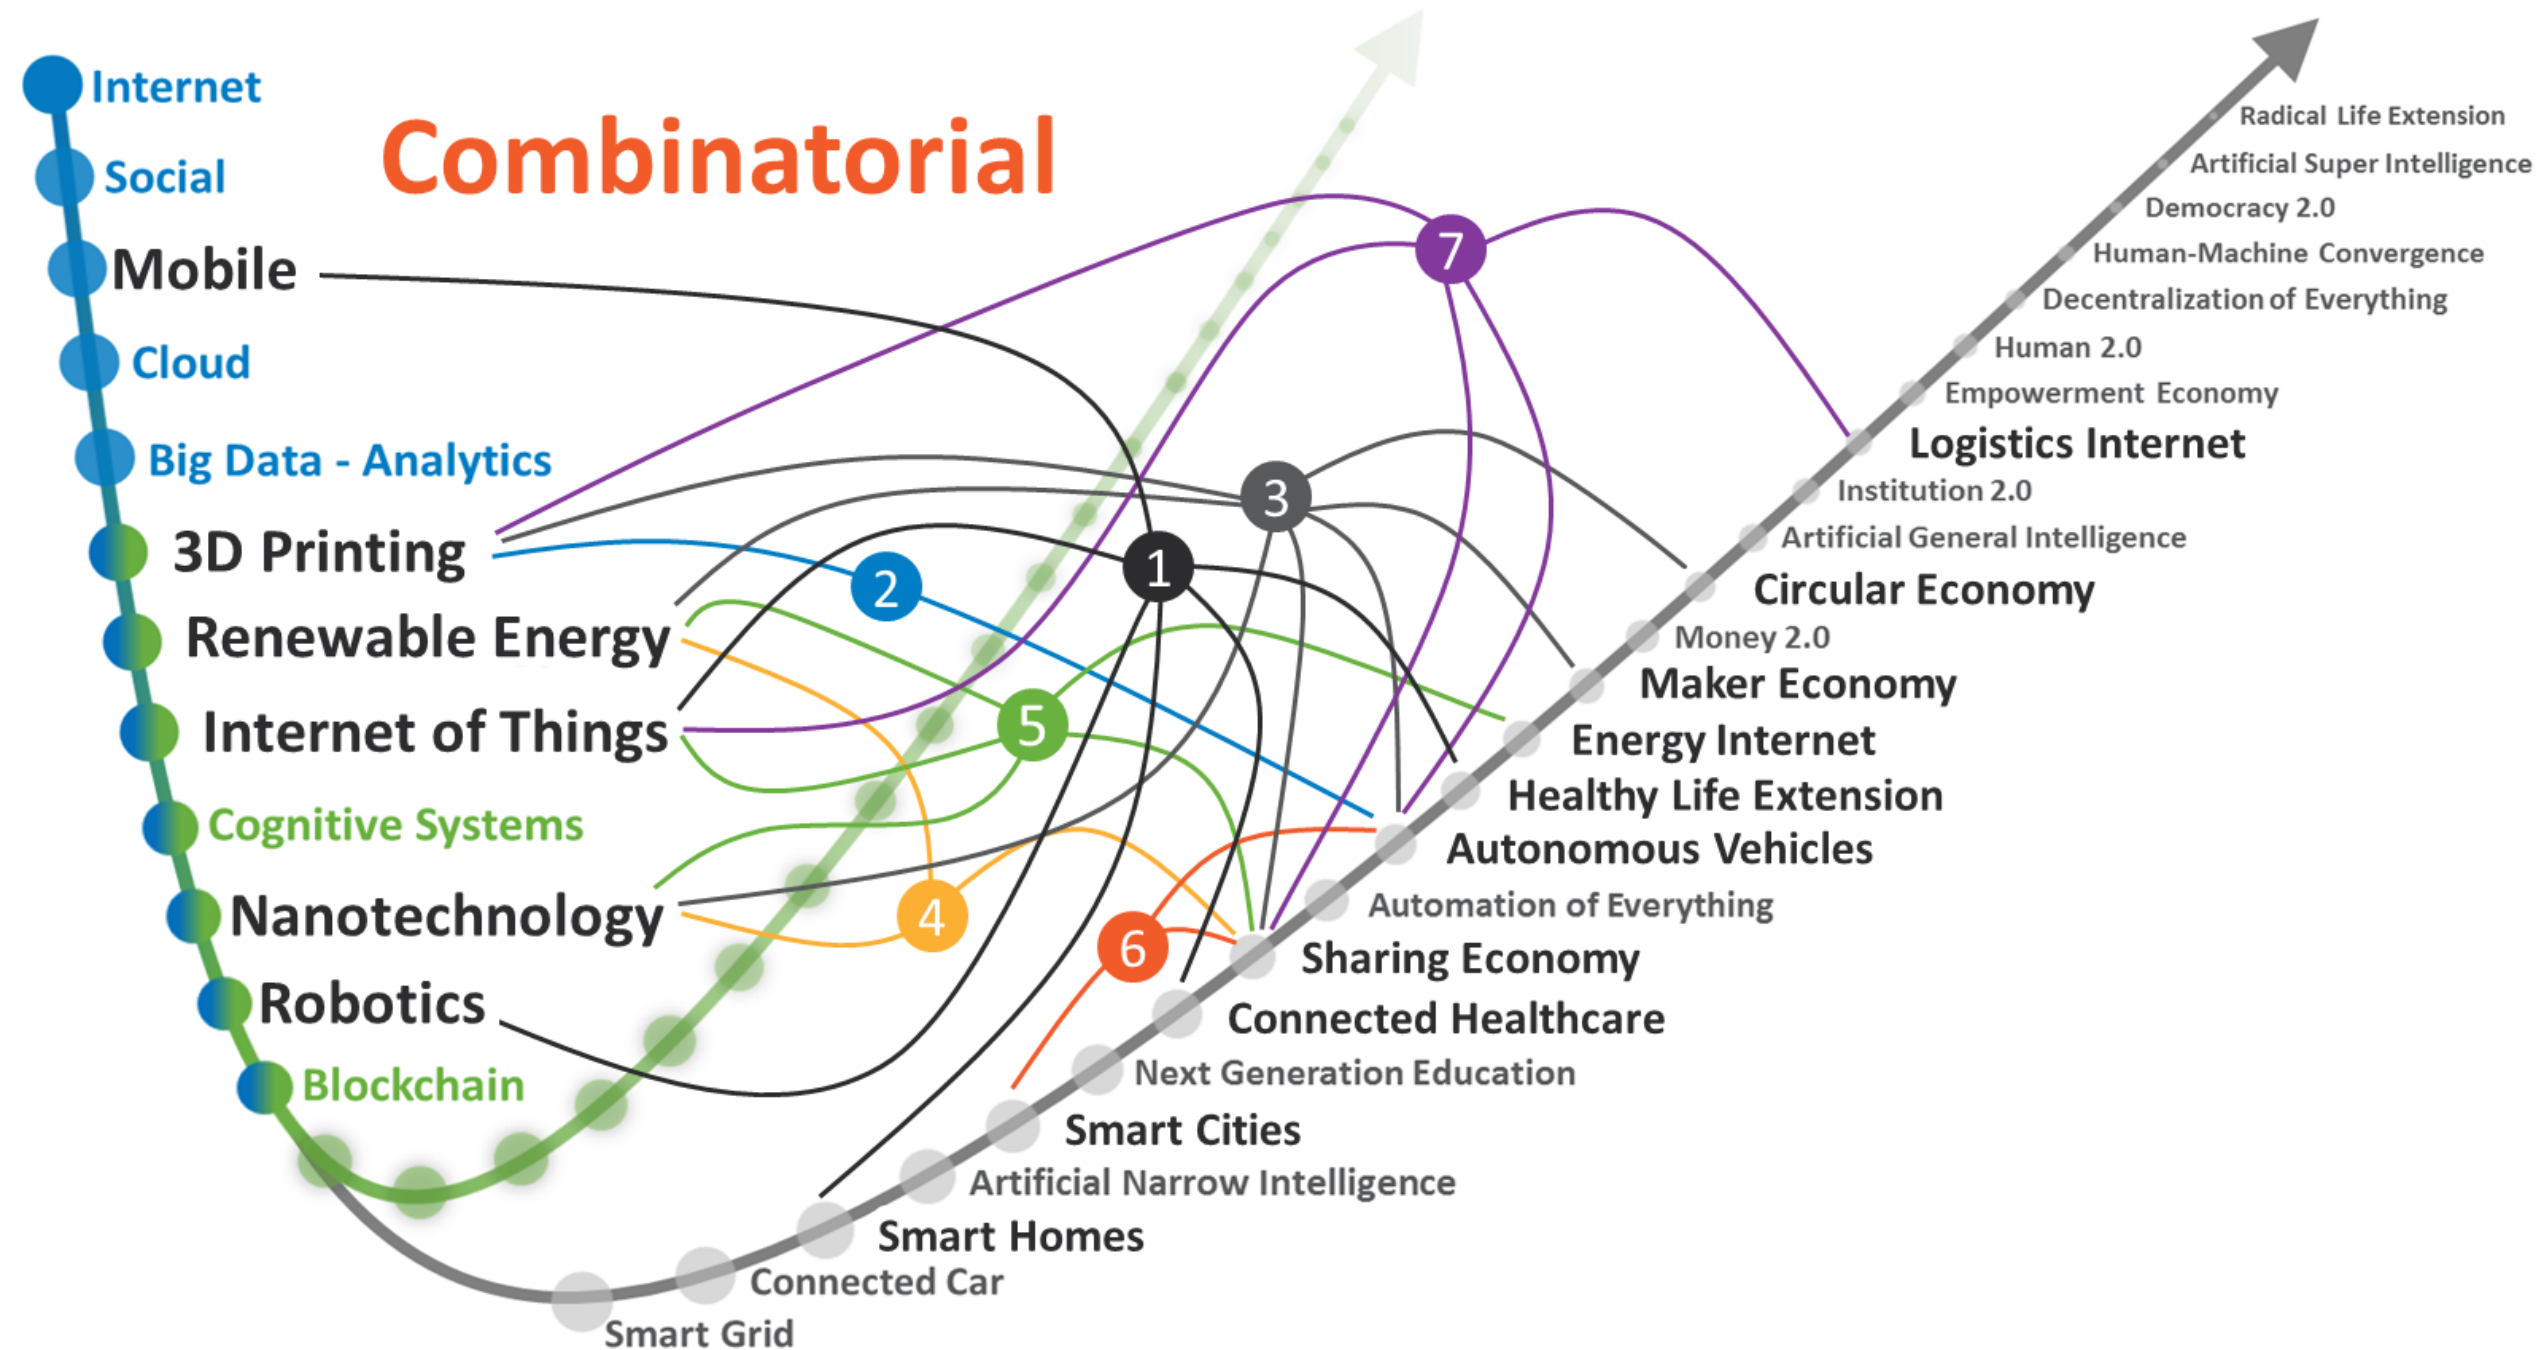 Combinatorial
Internet
Social
Mobile
Cloud
Big Data - Analytics
3D Printing
Renewable Energy
Internet of Things
Cognitive Systems
Nanotechnology
Robotics
Blockchain
7
3
1
2
5
4
6
Radical Life Extension
Artificial Super Intelligence
Democracy 2.0
Human-Machine Convergence
Decentralization of Everything
Human 2.0
Empowerment Economy
Logistics Internet
Institution 2.0
Artificial General Intelligence
Circular Economy
Money 2.0
Maker Economy
Energy Internet
Healthy Life Extension
Autonomous Vehicles
Automation of Everything
Sharing Economy
Connected Healthcare
Next Generation Education
Smart Cities
Artificial Narrow Intelligence
Smart Homes
Connected Car
Smart Grid